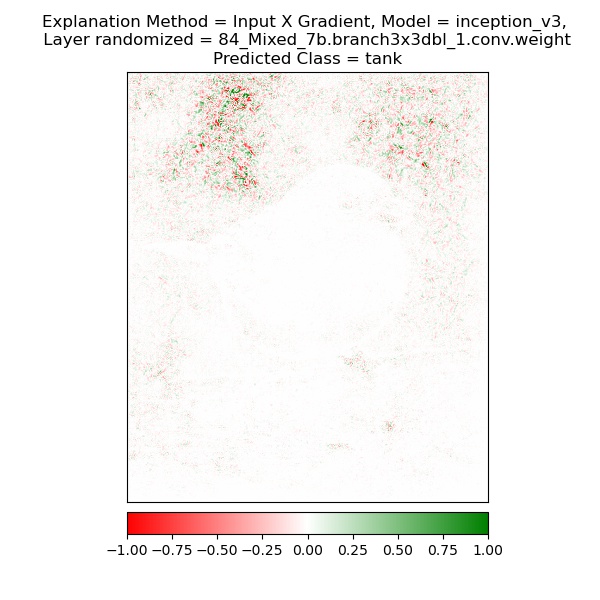 Explanation Method = Input X Gradient, Model = inception_v3,
Layer randomized = 84_Mixed_7b.branch3x3dbl_1.conv.weight
Predicted Class = tank
−1.00 −0.75 −0.50 −0.25 0.00 0.25 0.50 0.75 1.00